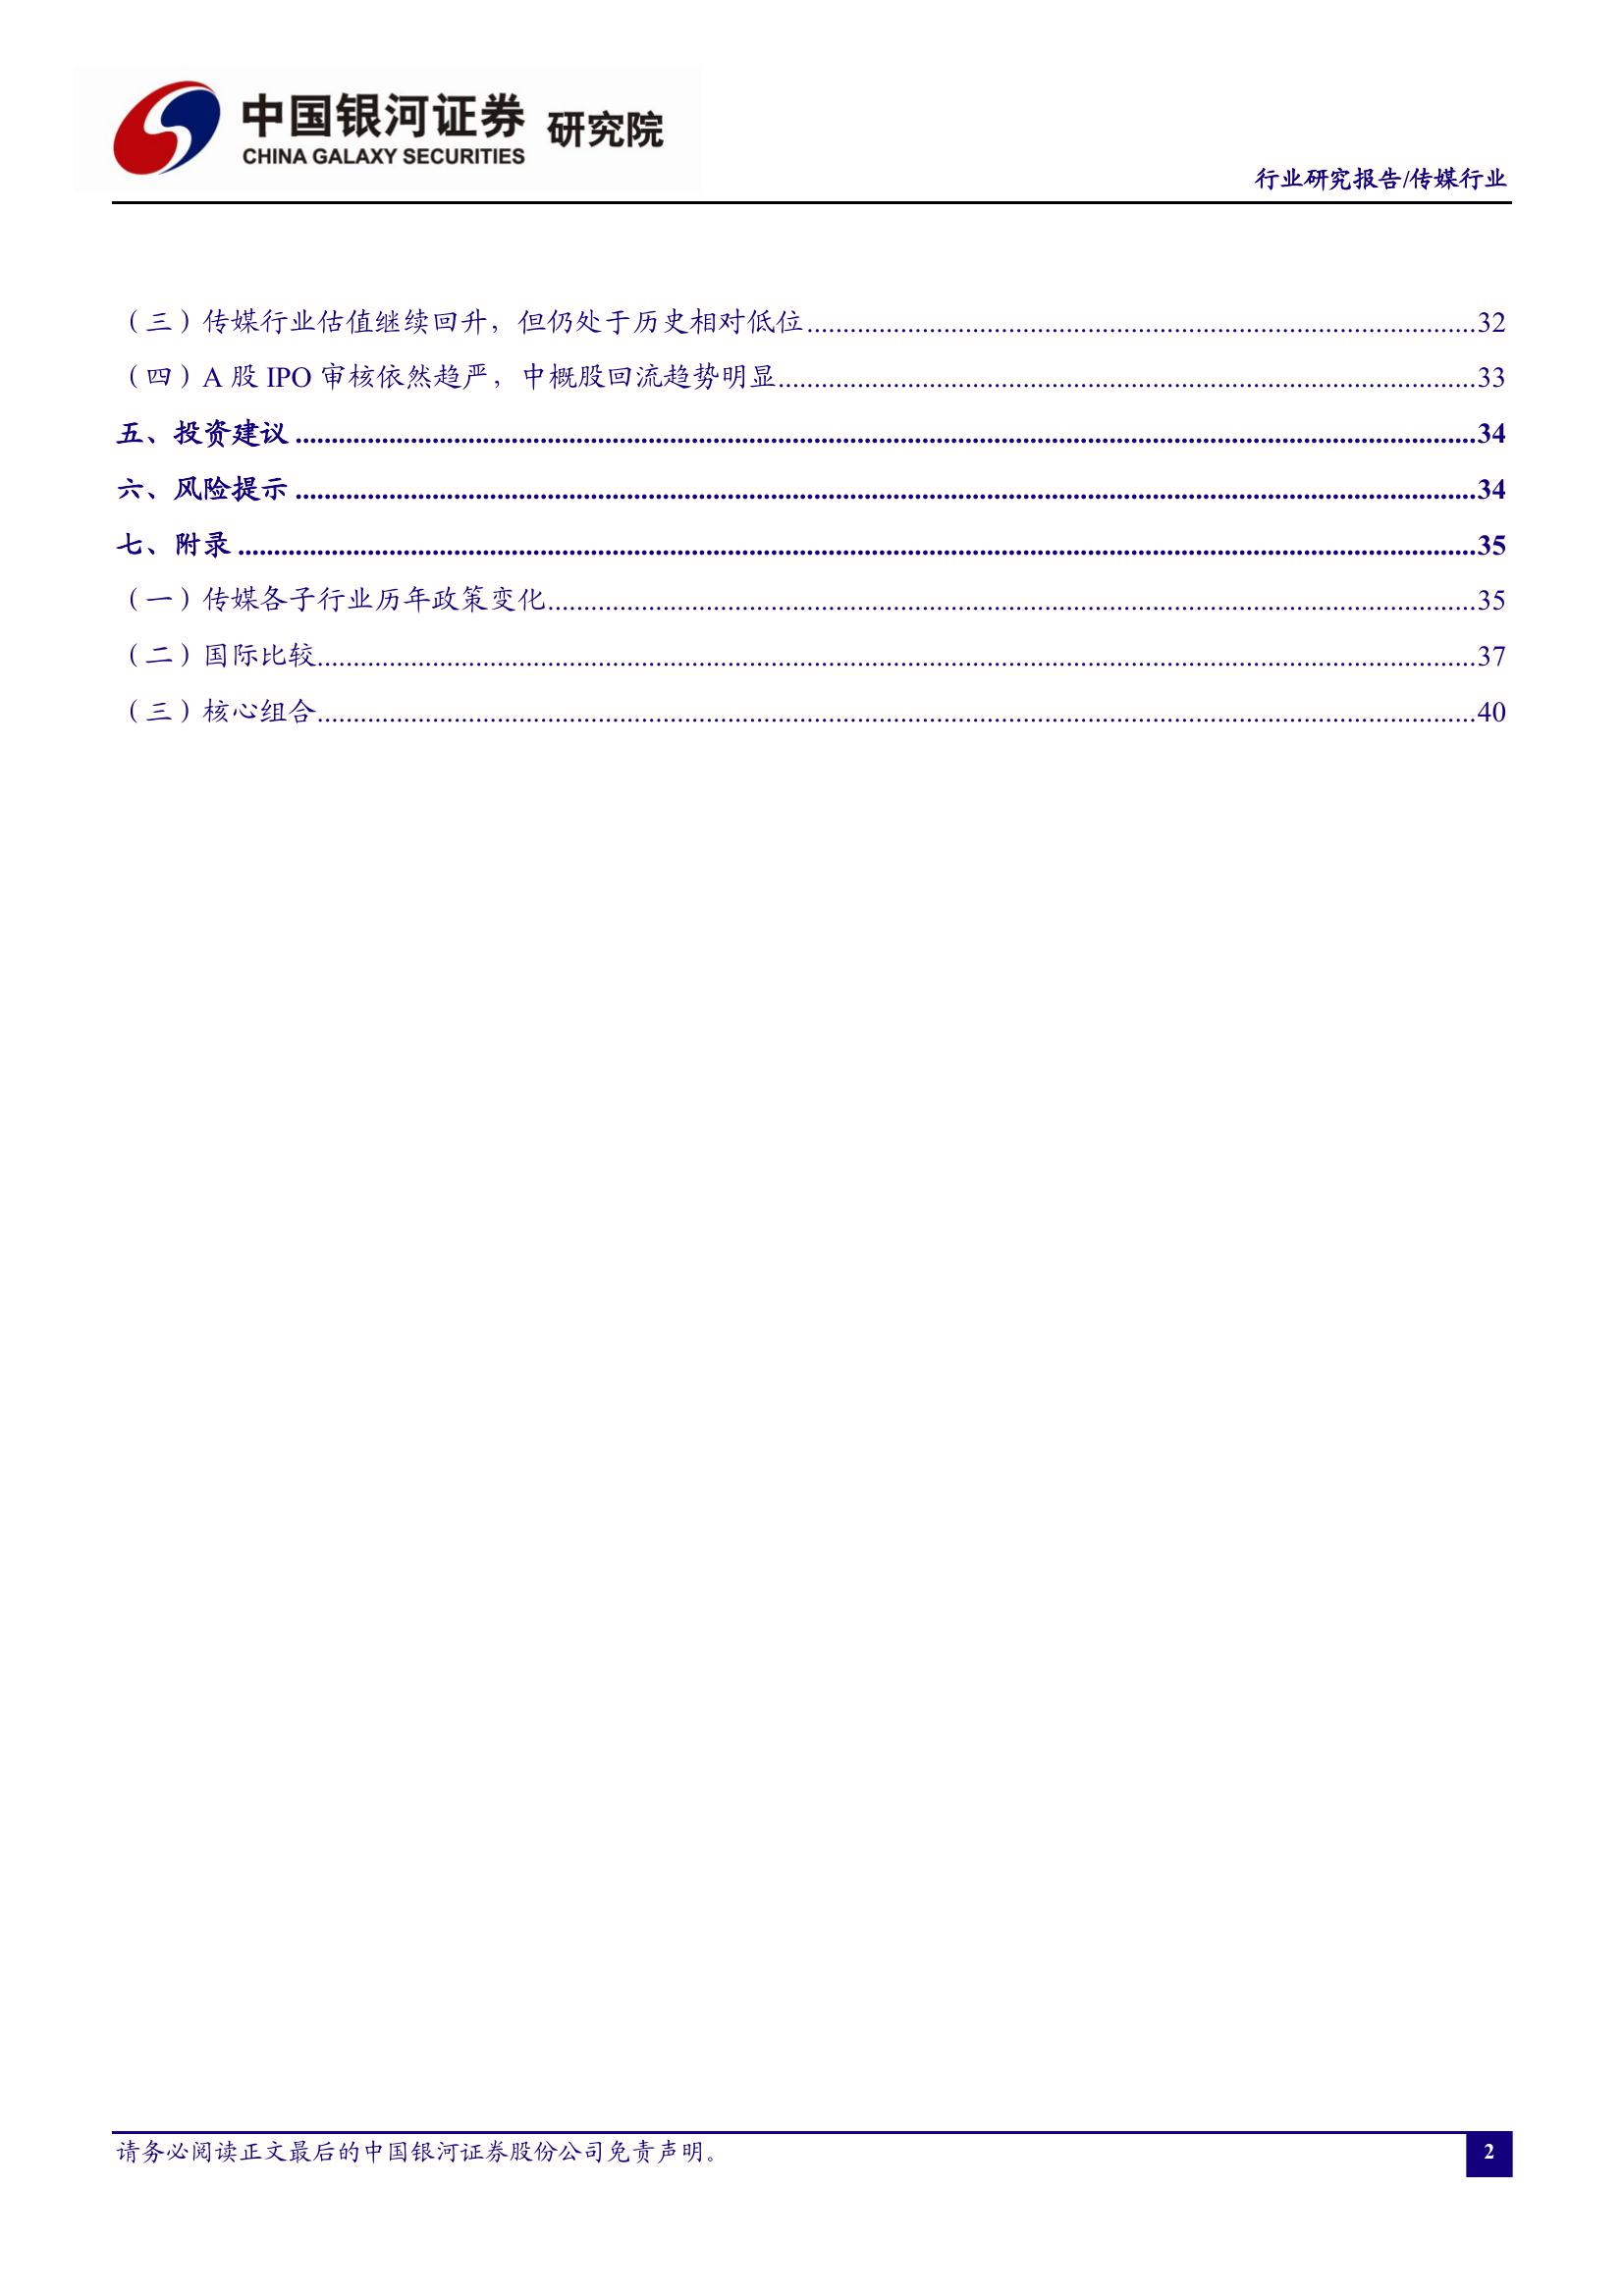 中国银河证券 研究院
CHINA GALAXY SECURITIES
行业研究报告/传媒行业
（三）传媒行业估值继续回升，但仍处于历史相对低位........................32
（四）A 股 IPO 审核依然趋严，中概股回流趋势明显........................33
五、投资建议 ........................34
六、风险提示 ........................34
七、附录 ........................35
（一）传媒各子行业历年政策变化........................35
（二）国际比较........................37
（三）核心组合........................40
请务必阅读正文最后的中国银河证券股份公司免责声明。
2